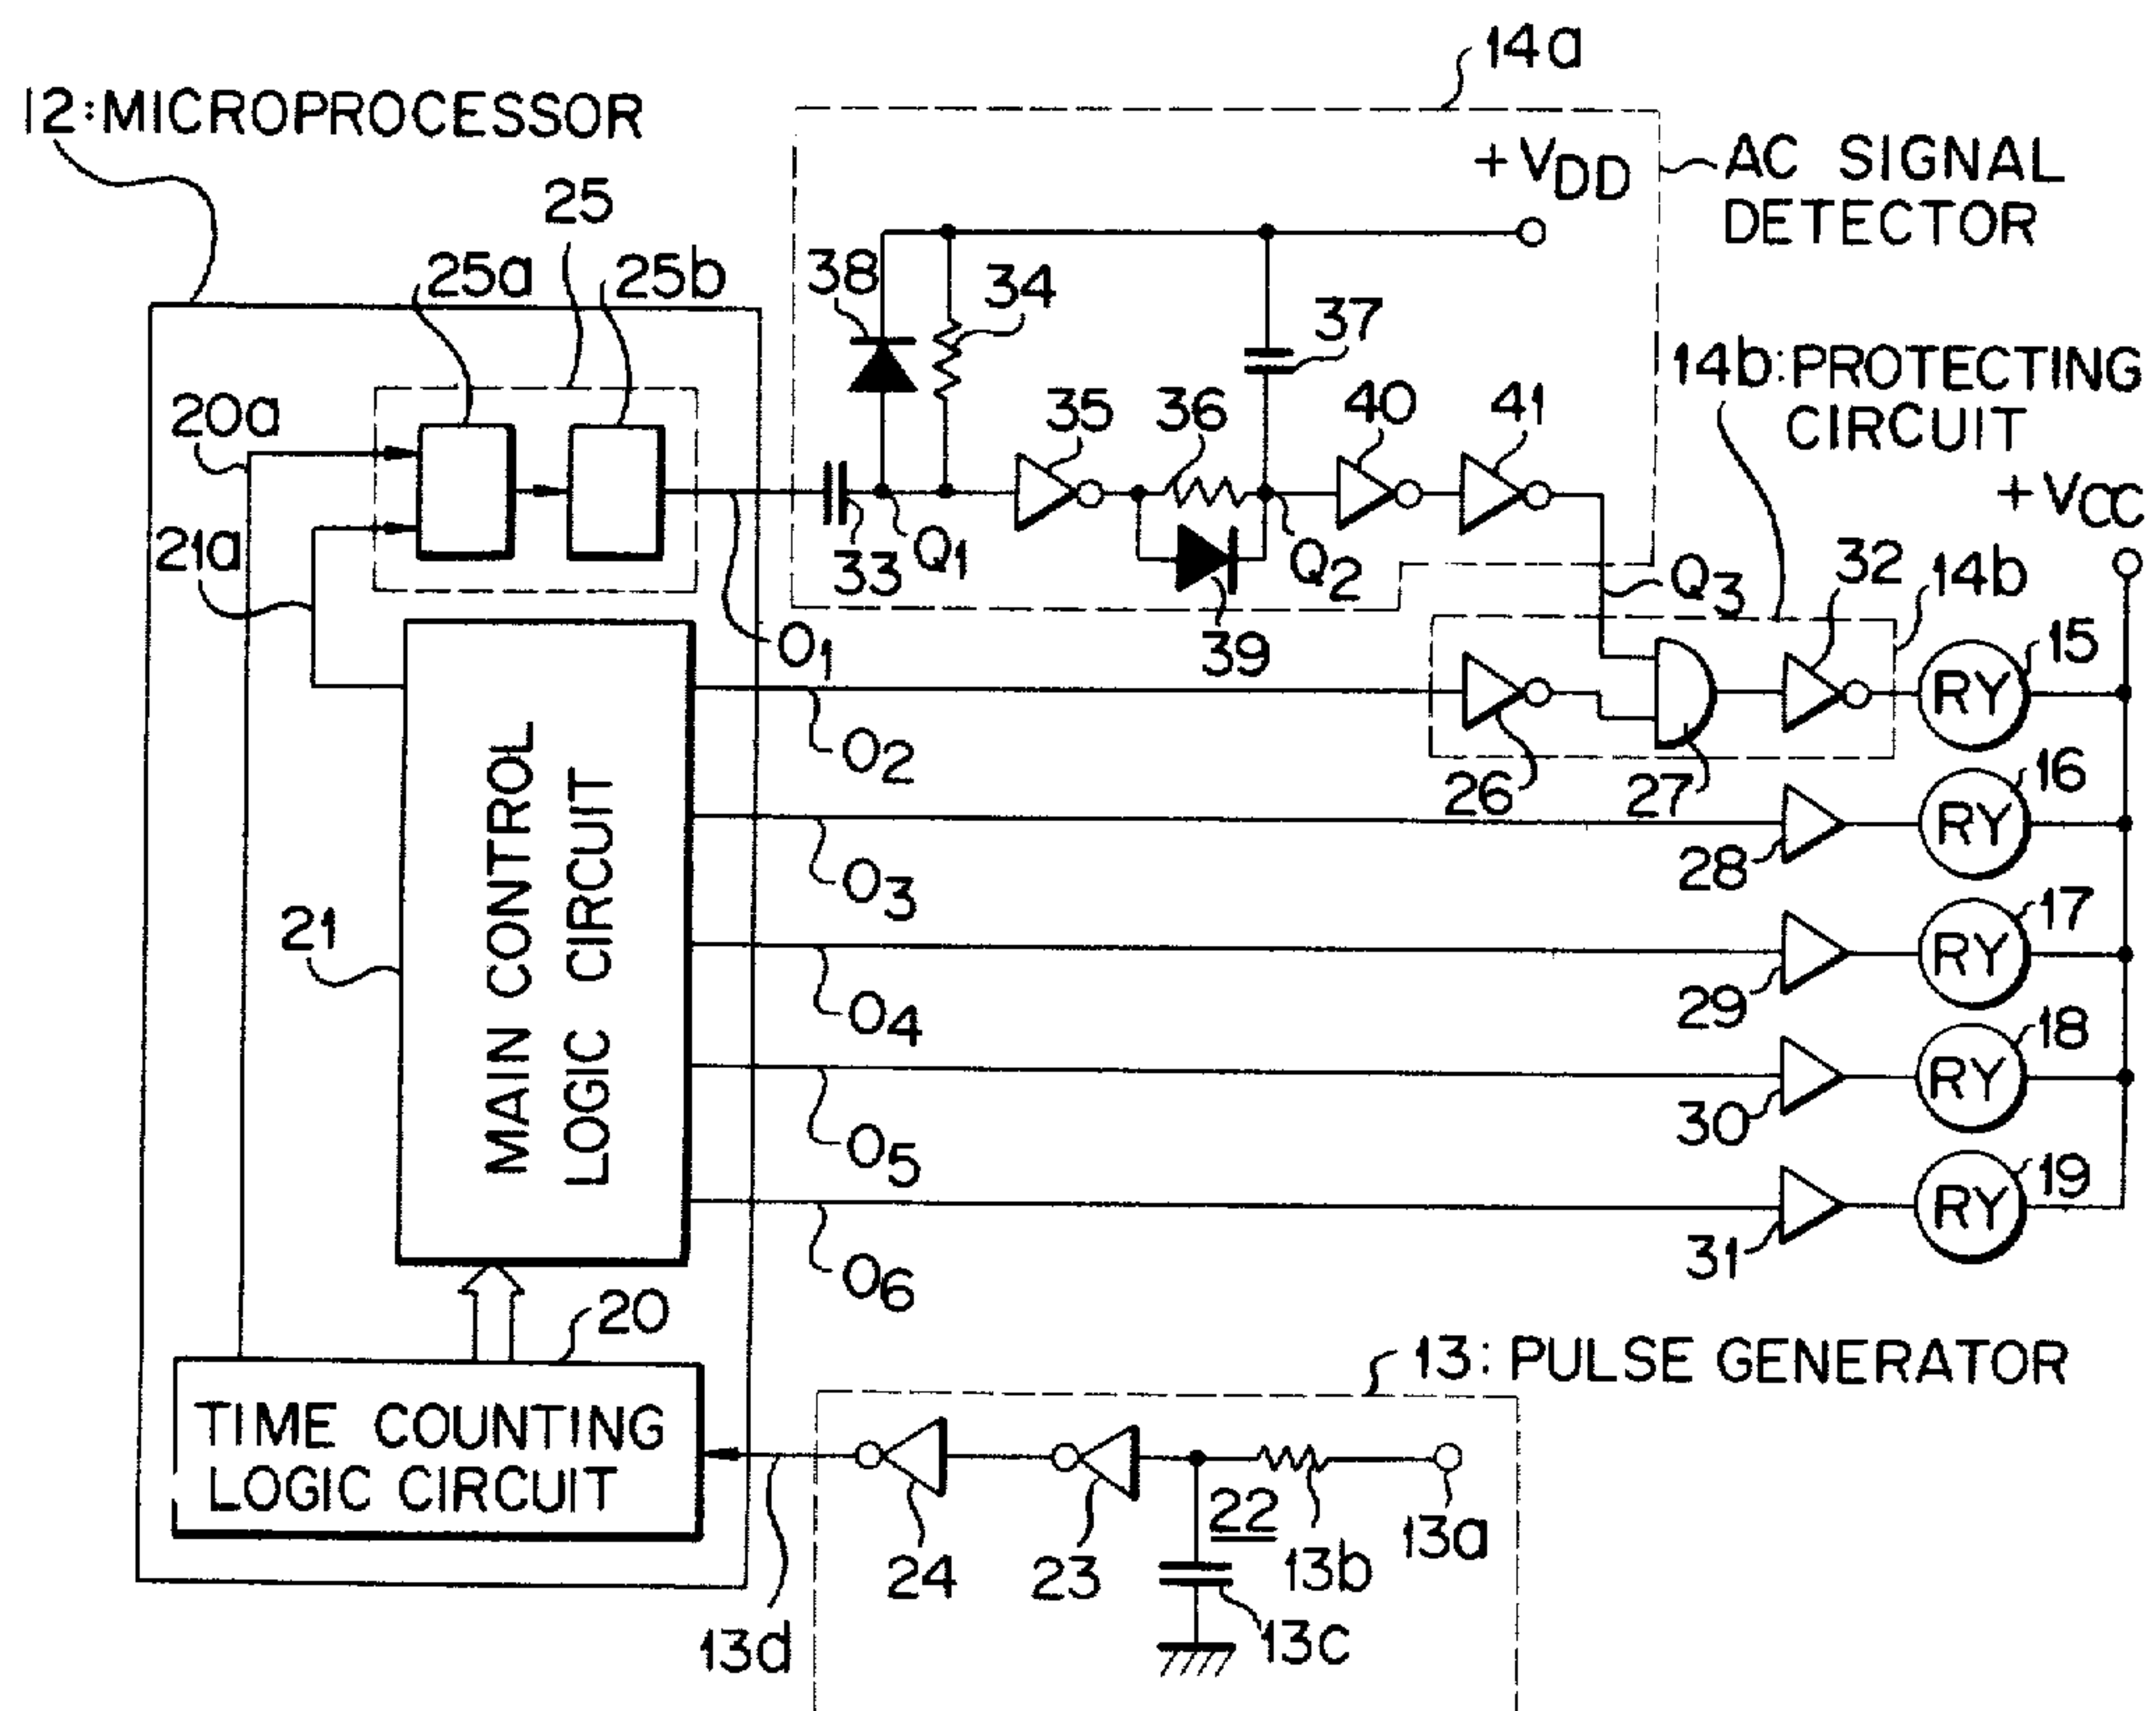 14a
12:MICROPROCESSOR
+VDD
AC SIGNAL
DETECTOR
25
25a
25b
38
34
37
14b:PROTECTING
CIRCUIT
20a
35
36
40
41
+VCC
21a
33
Q1
Q2
39
Q3
32
14b
O1
RY
15
O2
26
27
RY
16
O3
28
MAIN CONTROL
LOGIC CIRCUIT
21
RY
17
O4
29
RY
18
O5
30
RY
19
O6
31
20
13: PULSE GENERATOR
TIME COUNTING
LOGIC CIRCUIT
24
23
22
13b
13a
13d
13c